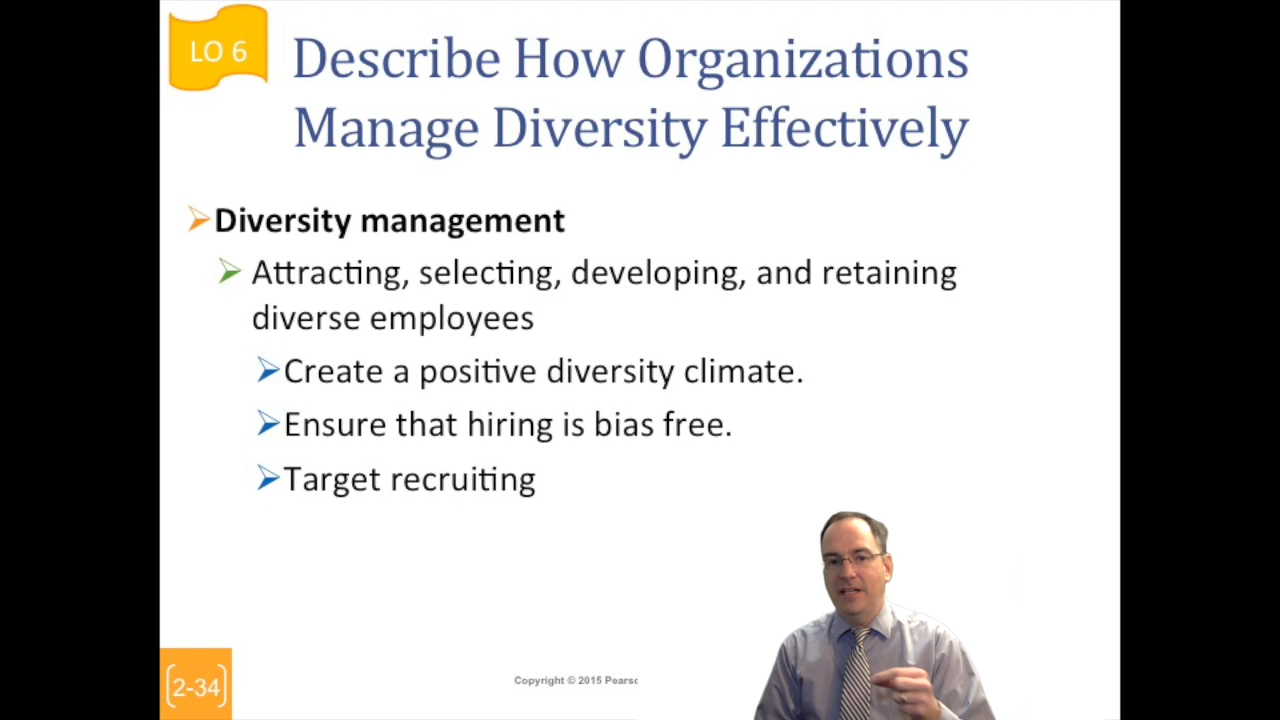 LO 6
Describe How Organizations
Manage Diversity Effectively
Diversity management
Attracting, selecting, developing, and retaining
diverse employees
Create a positive diversity climate.
Ensure that hiring is bias free.
Target recruiting
2-34
Copyright © 2015